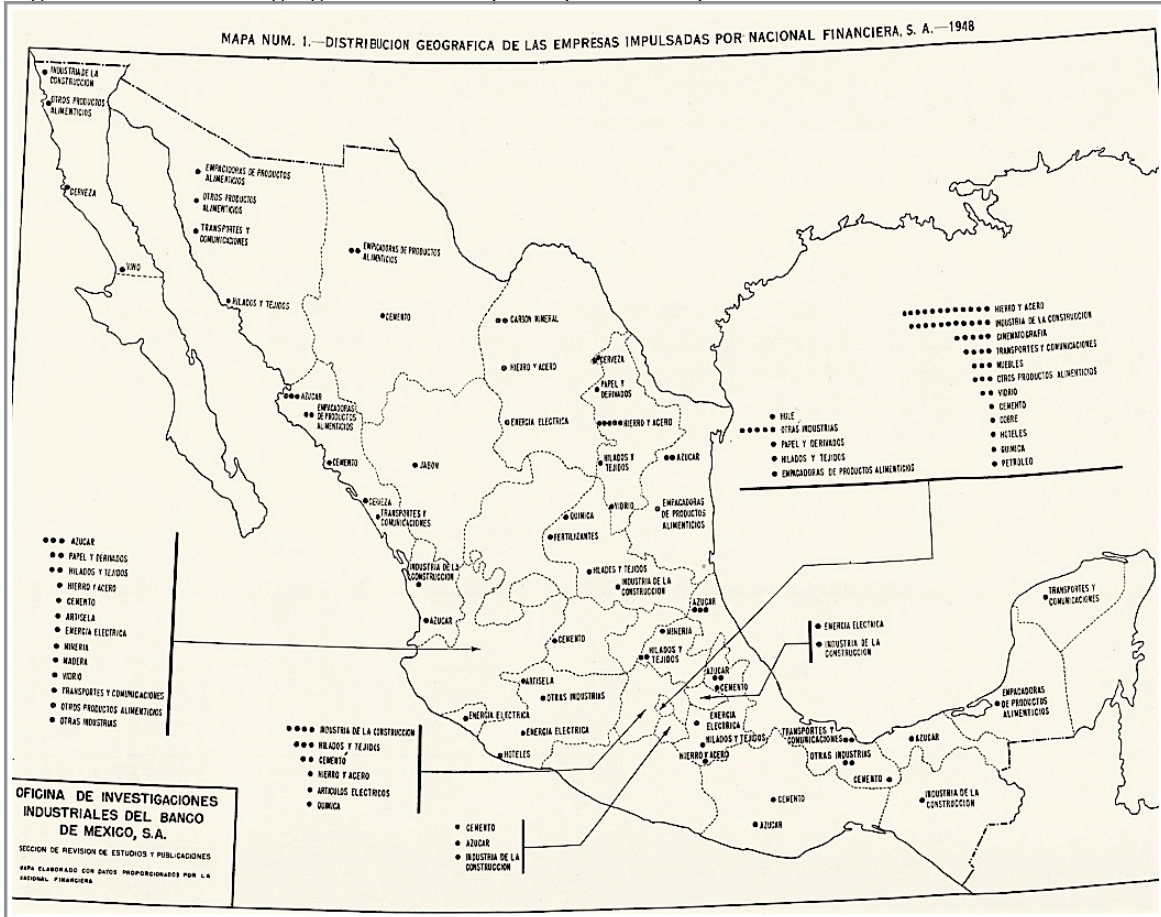 MAPA NUM. 1.—DISTRIBUCION GEOGRAFICA DE LAS EMPRESAS IMPULSADAS POR NACIONAL FINANCIERA, S. A.—1948
INDUSTRIA DE LA
CONSTRUCCION
OTROS PRODUCTOS
ALIMENTICIOS
CERVEZA
VINO
EMPACADORAS DE PRODUCTOS
ALIMENTICIOS
OTROS PRODUCTOS
ALIMENTICIOS
TRANSPORTES Y
COMUNICACIONES
HILADOS Y TEJIDOS
EMPACADORAS DE PRODUCTOS
ALIMENTICIOS
CEMENTO
CARBON MINERAL
HIERRO Y ACERO
ENERGIA ELECTRICA
CERVEZA
PAPEL Y
DERIVADOS
HIERRO Y ACERO
HILADOS Y
TEJIDOS
VIDRIO
AZUCAR
EMPACADORAS
DE PRODUCTOS
ALIMENTICIOS
AZUCAR
EMPACADORAS
DE PRODUCTOS
ALIMENTICIOS
CEMENTO
CERVEZA
TRANSPORTES Y
COMUNICACIONES
JABON
QUIMICA
FERTILIZANTES
HILADOS Y TEJIDOS
INDUSTRIA DE LA
CONSTRUCCION
INDUSTRIA DE LA
CONSTRUCCION
AZUCAR
AZUCAR
CEMENTO
MINERIA
HILADOS Y
TEJIDOS
AZUCAR
CEMENTO
ARTISELA
OTRAS INDUSTRIAS
ENERGIA ELECTRICA
ENERGIA ELECTRICA
HOTELES
ENERGIA
ELECTRICA
HILADOS Y TEJIDOS
HIERRO Y ACERO
TRANSPORTES Y
COMUNICACIONES
OTRAS INDUSTRIAS
CEMENTO
CEMENTO
AZUCAR
AZUCAR
INDUSTRIA DE LA
CONSTRUCCION
EMPACADORAS
DE PRODUCTOS
ALIMENTICIOS
TRANSPORTES Y
COMUNICACIONES
HIERRO Y ACERO
INDUSTRIA DE LA CONSTRUCCION
CINEMATOGRAFIA
TRANSPORTES Y COMUNICACIONES
MUEBLES
OTROS PRODUCTOS ALIMENTICIOS
VIDRIO
CEMENTO
COBRE
HOTELES
QUIMICA
PETROLEO
HULE
OTRAS INDUSTRIAS
PAPEL Y DERIVADOS
HILADOS Y TEJIDOS
EMPACADORAS DE PRODUCTOS ALIMENTICIOS
ENERGIA ELECTRICA
INDUSTRIA DE LA
CONSTRUCCION
AZUCAR
PAPEL Y DERIVADOS
HILADOS Y TEJIDOS
HIERRO Y ACERO
CEMENTO
ARTISELA
ENERGIA ELECTRICA
MINERIA
MADERA
VIDRIO
TRANSPORTES Y COMUNICACIONES
OTROS PRODUCTOS ALIMENTICIOS
OTRAS INDUSTRIAS
INDUSTRIA DE LA CONSTRUCCION
HILADOS Y TEJIDOS
CEMENTO
HIERRO Y ACERO
ARTICULOS ELECTRICOS
QUIMICA
CEMENTO
AZUCAR
INDUSTRIA DE LA
CONSTRUCCION
OFICINA DE INVESTIGACIONES
INDUSTRIALES DEL BANCO
DE MEXICO, S.A.
SECCION DE REVISION DE ESTUDIOS Y PUBLICACIONES
MAPA ELABORADO CON DATOS PROPORCIONADOS POR LA
NACIONAL FINANCIERA